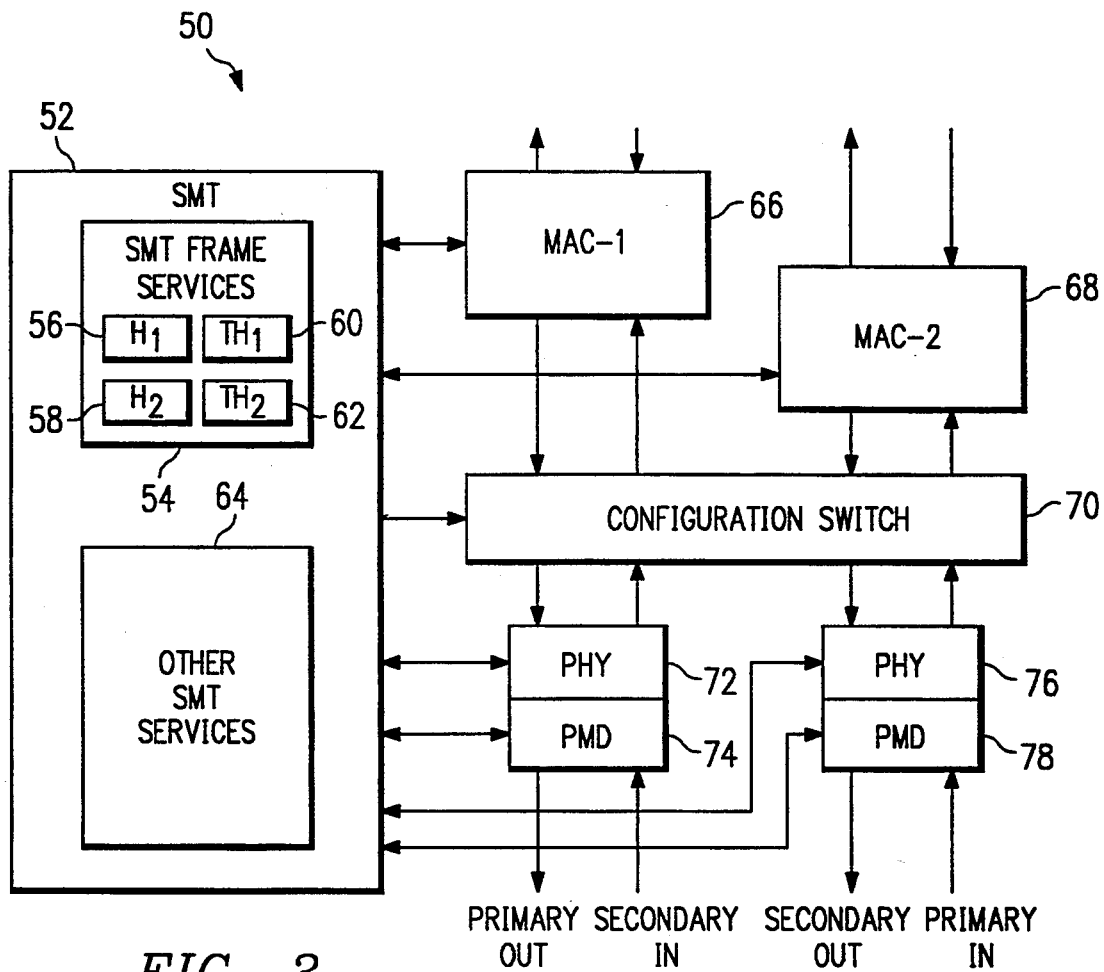 50
52
SMT
SMT FRAME
SERVICES
56
H1
TH1
60
58
H2
TH2
62
54
64
OTHER
SMT
SERVICES
MAC-1
66
MAC-2
68
CONFIGURATION SWITCH
70
PHY
72
PMD
74
PHY
76
PMD
78
PRIMARY
OUT
SECONDARY
IN
SECONDARY
OUT
PRIMARY
IN
FIG.